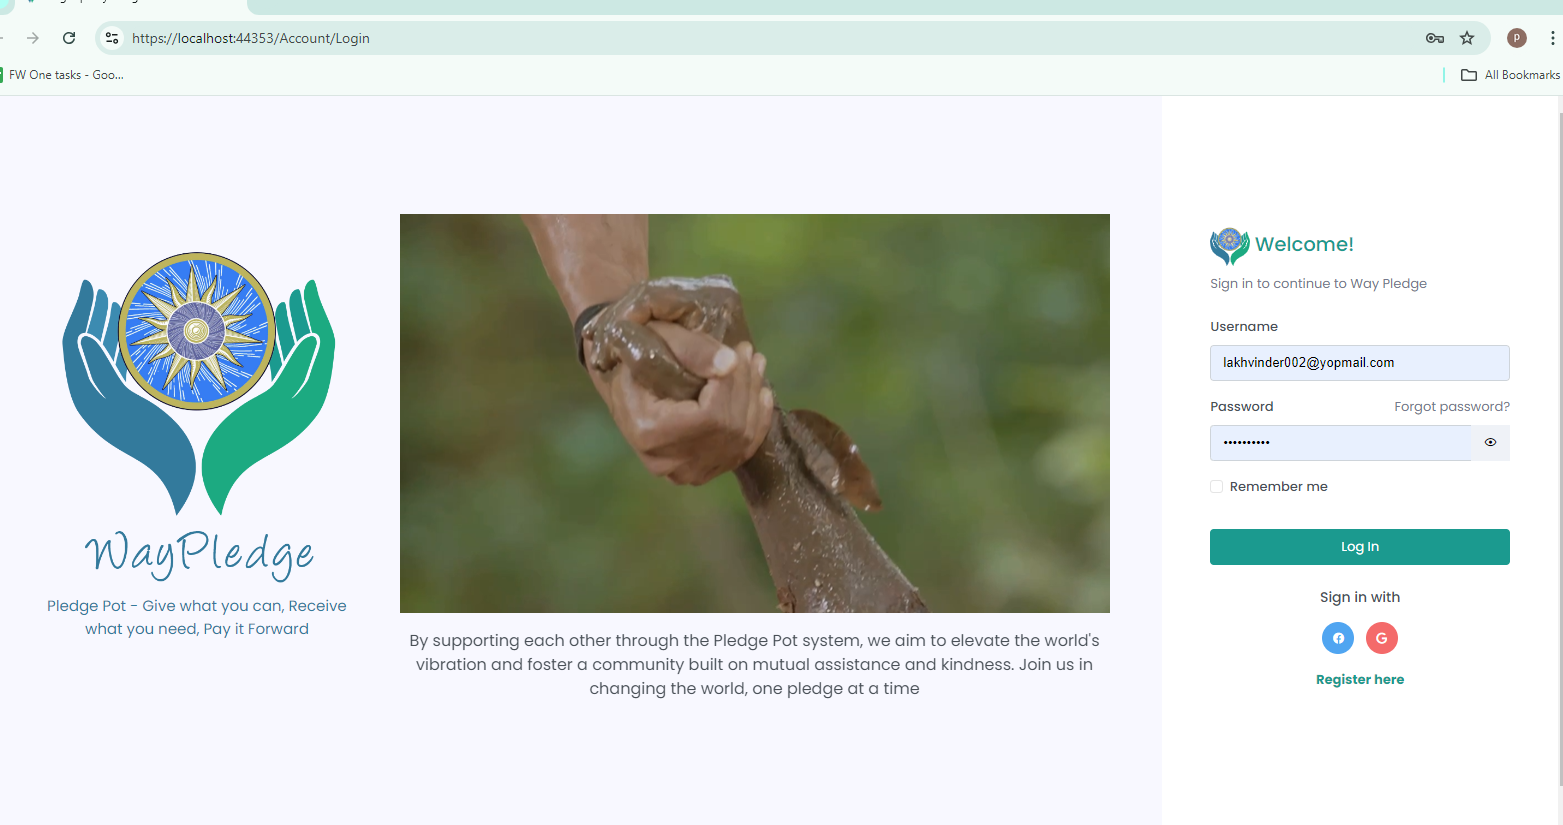 https://localhost:44353/Account/Login
P
FW One tasks - Goo...
All Bookmarks
WayPledge
Pledge Pot - Give what you can, Receive
what you need, Pay it Forward
By supporting each other through the Pledge Pot system, we aim to elevate the world's
vibration and foster a community built on mutual assistance and kindness. Join us in
changing the world, one pledge at a time
Welcome!
Sign in to continue to Way Pledge
Username
lakhvinder002@yopmail.com
Password Forgot password?
••••••••••
Remember me
Log In
Sign in with
Register here